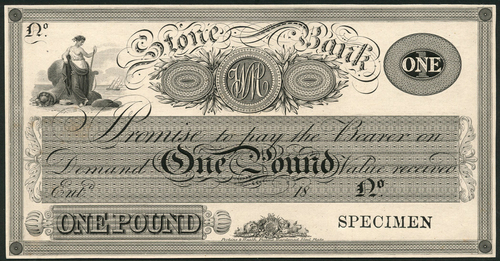 Nº
Stone Bank
ONE
I Promise to pay the Bearer on
Demand One Pound Value received
Entᵈ 18 Nº
ONE POUND
SPECIMEN